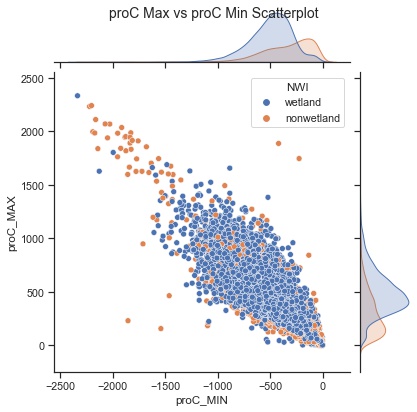 proC Max vs proC Min Scatterplot
NWI
wetland
nonwetland
2500
2000
1500
1000
500
0
proC_MAX
-2500
-2000
-1500
-1000
-500
0
proC_MIN